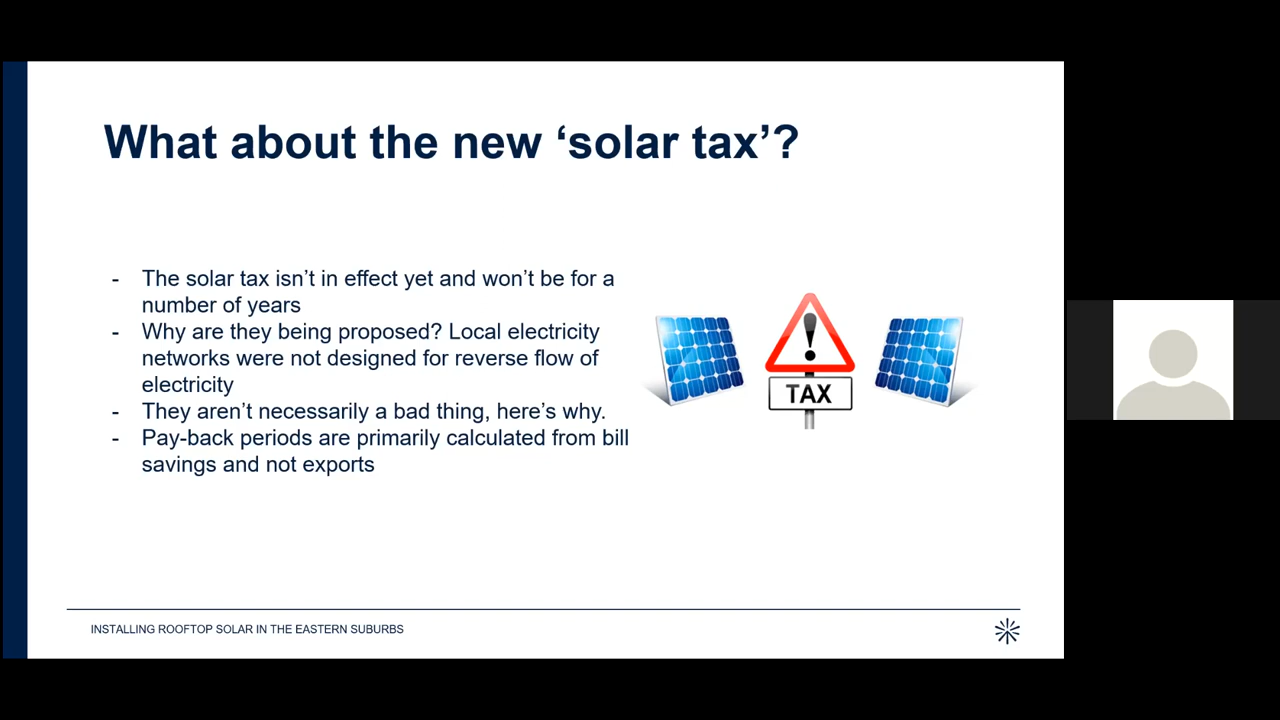 What about the new ‘solar tax’?
- The solar tax isn’t in effect yet and won’t be for a
number of years
- Why are they being proposed? Local electricity
networks were not designed for reverse flow of
electricity
- They aren’t necessarily a bad thing, here’s why.
- Pay-back periods are primarily calculated from bill
savings and not exports
TAX
INSTALLING ROOFTOP SOLAR IN THE EASTERN SUBURBS